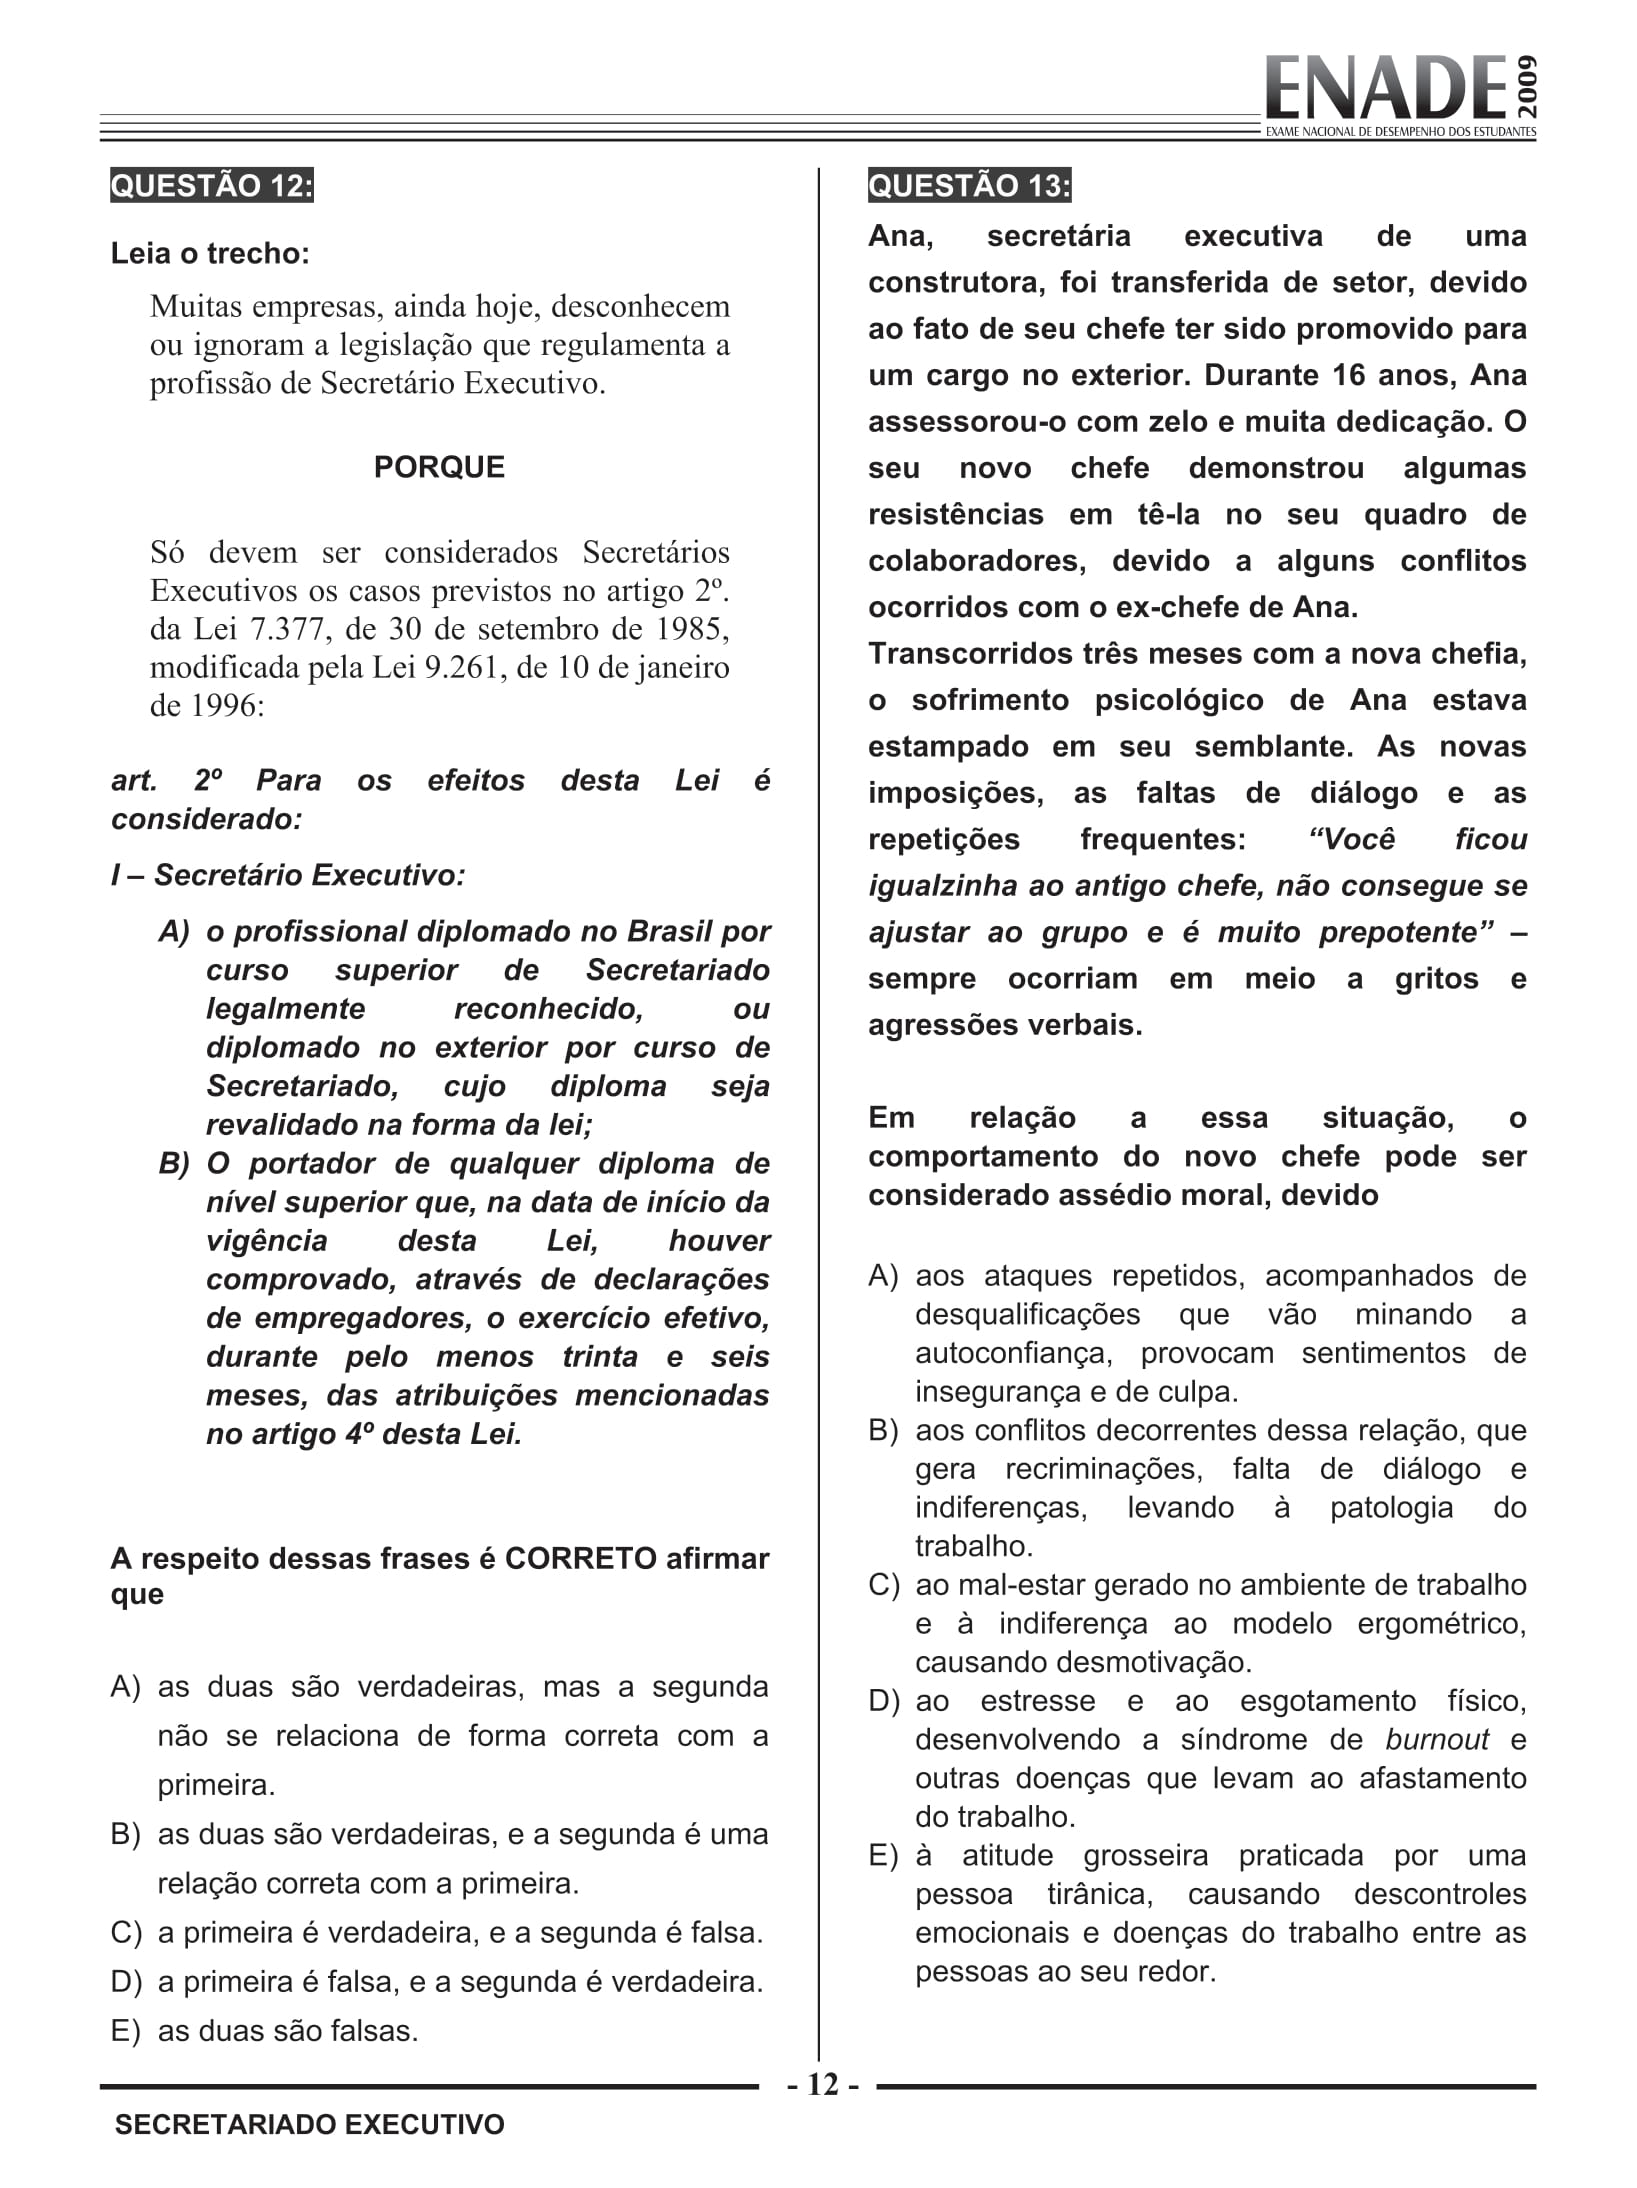 ENADE 2009
EXAME NACIONAL DE DESEMPENHO DOS ESTUDANTES
QUESTÃO 12:
Leia o trecho:
Muitas empresas, ainda hoje, desconhecem
ou ignoram a legislação que regulamenta a
profissão de Secretário Executivo.
PORQUE
Só devem ser considerados Secretários
Executivos os casos previstos no artigo 2º.
da Lei 7.377, de 30 de setembro de 1985,
modificada pela Lei 9.261, de 10 de janeiro
de 1996:
art. 2º Para os efeitos desta Lei é
considerado:
I – Secretário Executivo:
A) o profissional diplomado no Brasil por
curso superior de Secretariado
legalmente reconhecido, ou
diplomado no exterior por curso de
Secretariado, cujo diploma seja
revalidado na forma da lei;
B) O portador de qualquer diploma de
nível superior que, na data de início da
vigência desta Lei, houver
comprovado, através de declarações
de empregadores, o exercício efetivo,
durante pelo menos trinta e seis
meses, das atribuições mencionadas
no artigo 4º desta Lei.
A respeito dessas frases é CORRETO afirmar
que
A) as duas são verdadeiras, mas a segunda
não se relaciona de forma correta com a
primeira.
B) as duas são verdadeiras, e a segunda é uma
relação correta com a primeira.
C) a primeira é verdadeira, e a segunda é falsa.
D) a primeira é falsa, e a segunda é verdadeira.
E) as duas são falsas.
QUESTÃO 13:
Ana, secretária executiva de uma
construtora, foi transferida de setor, devido
ao fato de seu chefe ter sido promovido para
um cargo no exterior. Durante 16 anos, Ana
assessorou-o com zelo e muita dedicação. O
seu novo chefe demonstrou algumas
resistências em tê-la no seu quadro de
colaboradores, devido a alguns conflitos
ocorridos com o ex-chefe de Ana.
Transcorridos três meses com a nova chefia,
o sofrimento psicológico de Ana estava
estampado em seu semblante. As novas
imposições, as faltas de diálogo e as
repetições frequentes: “Você ficou
igualzinha ao antigo chefe, não consegue se
ajustar ao grupo e é muito prepotente” –
sempre ocorriam em meio a gritos e
agressões verbais.
Em relação a essa situação, o
comportamento do novo chefe pode ser
considerado assédio moral, devido
A) aos ataques repetidos, acompanhados de
desqualificações que vão minando a
autoconfiança, provocam sentimentos de
insegurança e de culpa.
B) aos conflitos decorrentes dessa relação, que
gera recriminações, falta de diálogo e
indiferenças, levando à patologia do
trabalho.
C) ao mal-estar gerado no ambiente de trabalho
e à indiferença ao modelo ergométrico,
causando desmotivação.
D) ao estresse e ao esgotamento físico,
desenvolvendo a síndrome de burnout e
outras doenças que levam ao afastamento
do trabalho.
E) à atitude grosseira praticada por uma
pessoa tirânica, causando descontroles
emocionais e doenças do trabalho entre as
pessoas ao seu redor.
- 12 -
SECRETARIADO EXECUTIVO